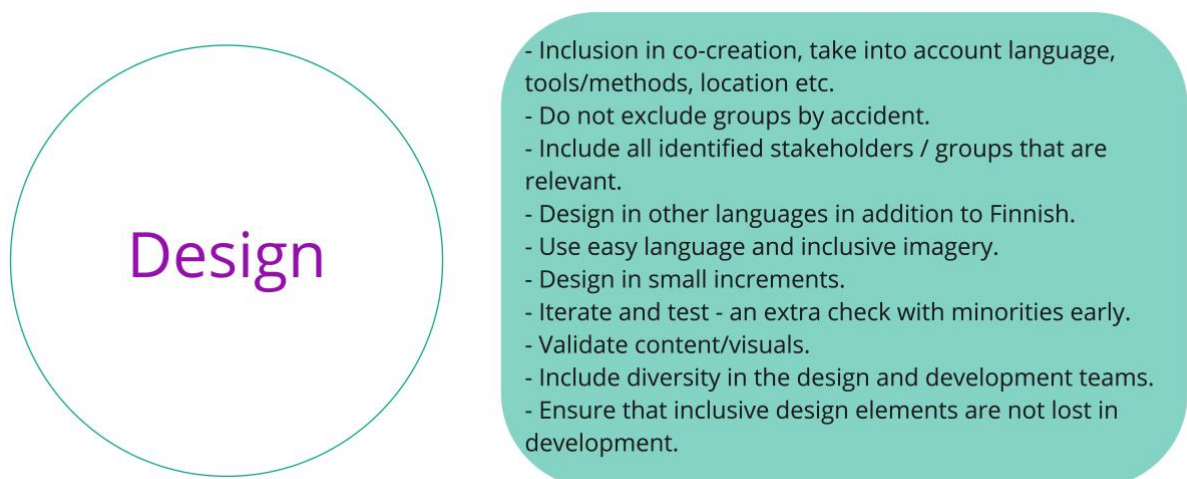 Design
- Inclusion in co-creation, take into account language,
tools/methods, location etc.
- Do not exclude groups by accident.
- Include all identified stakeholders / groups that are
relevant.
- Design in other languages in addition to Finnish.
- Use easy language and inclusive imagery.
- Design in small increments.
- Iterate and test - an extra check with minorities early.
- Validate content/visuals.
- Include diversity in the design and development teams.
- Ensure that inclusive design elements are not lost in
development.